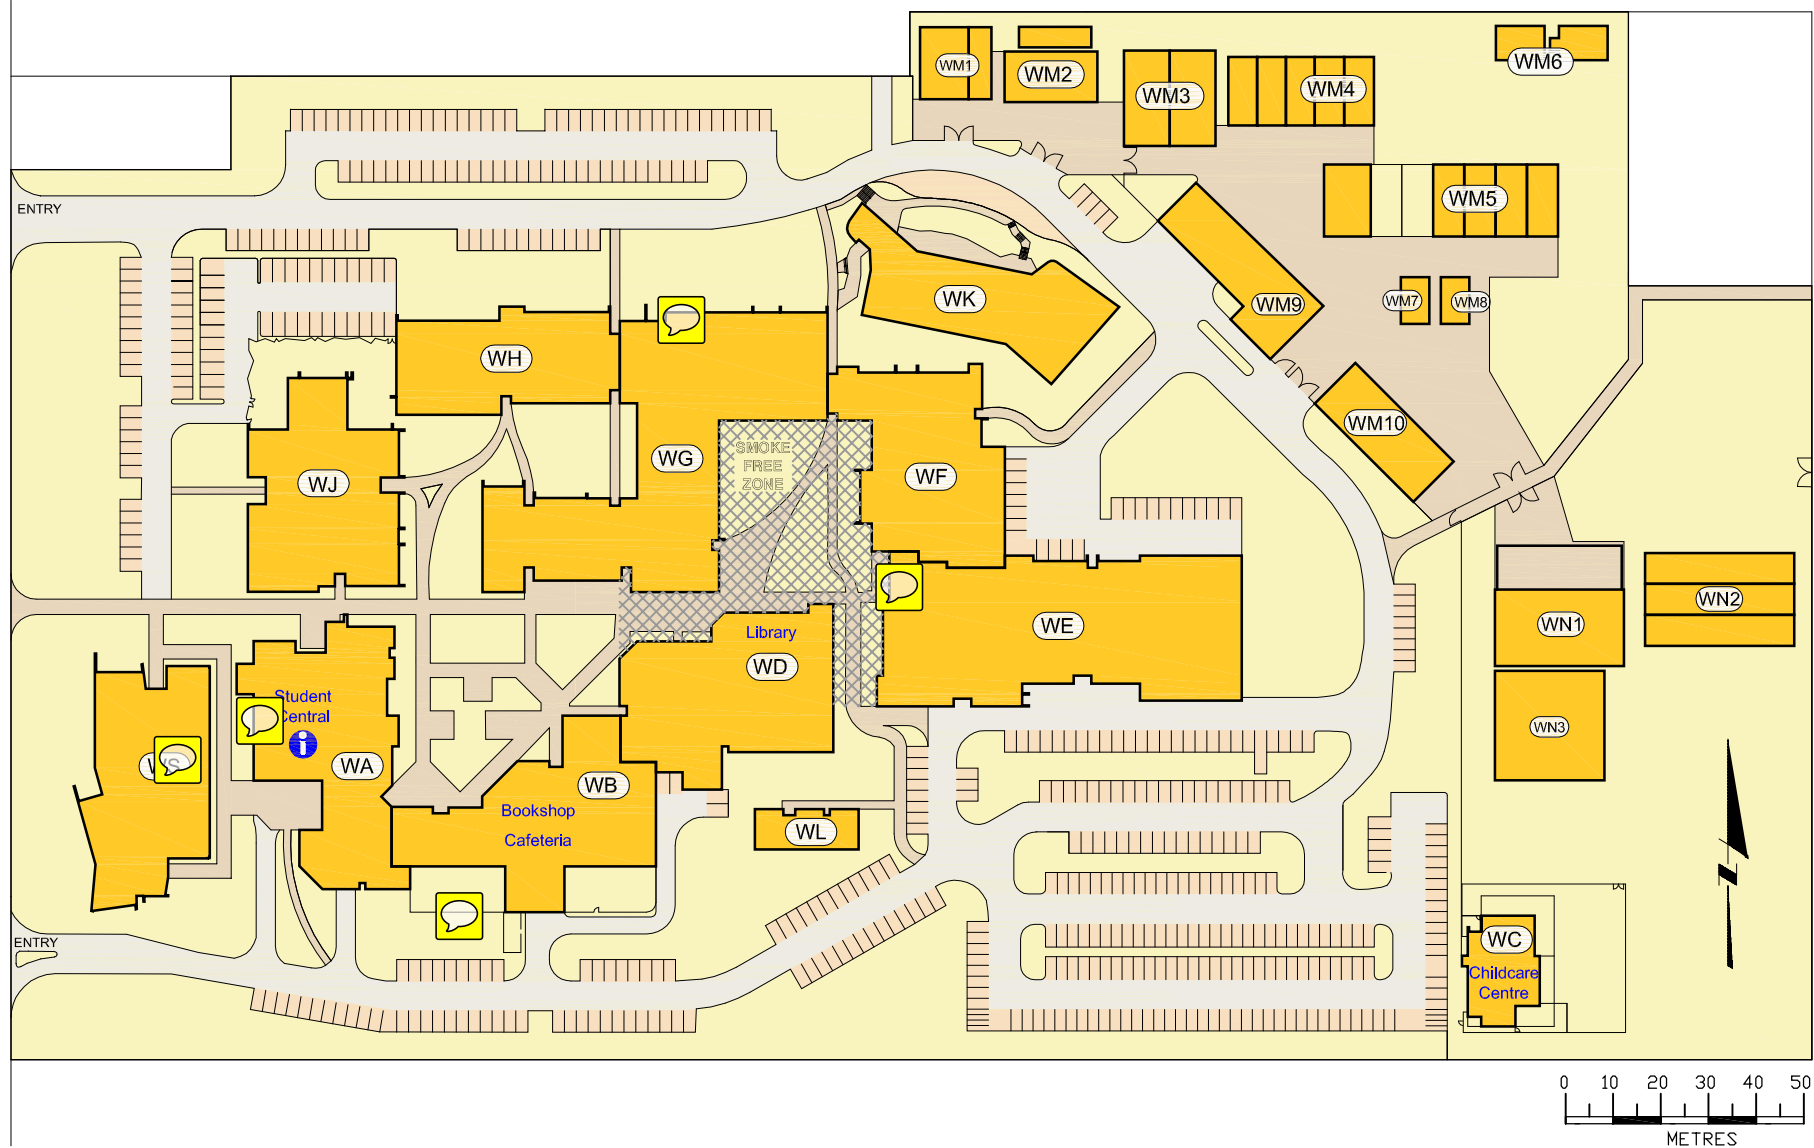 WM1
WM2
WM3
WM4
WM6
WM5
ENTRY
WK
WM7
WM8
WM9
WH
WM10
SMOKE
FREE
ZONE
WG
WF
WJ
WN2
WN1
WE
Library
WD
Student
Central
WN3
i
WS
WA
WB
Bookshop
Cafeteria
WL
ENTRY
WC
Childcare
Centre
N
0 10 20 30 40 50
METRES